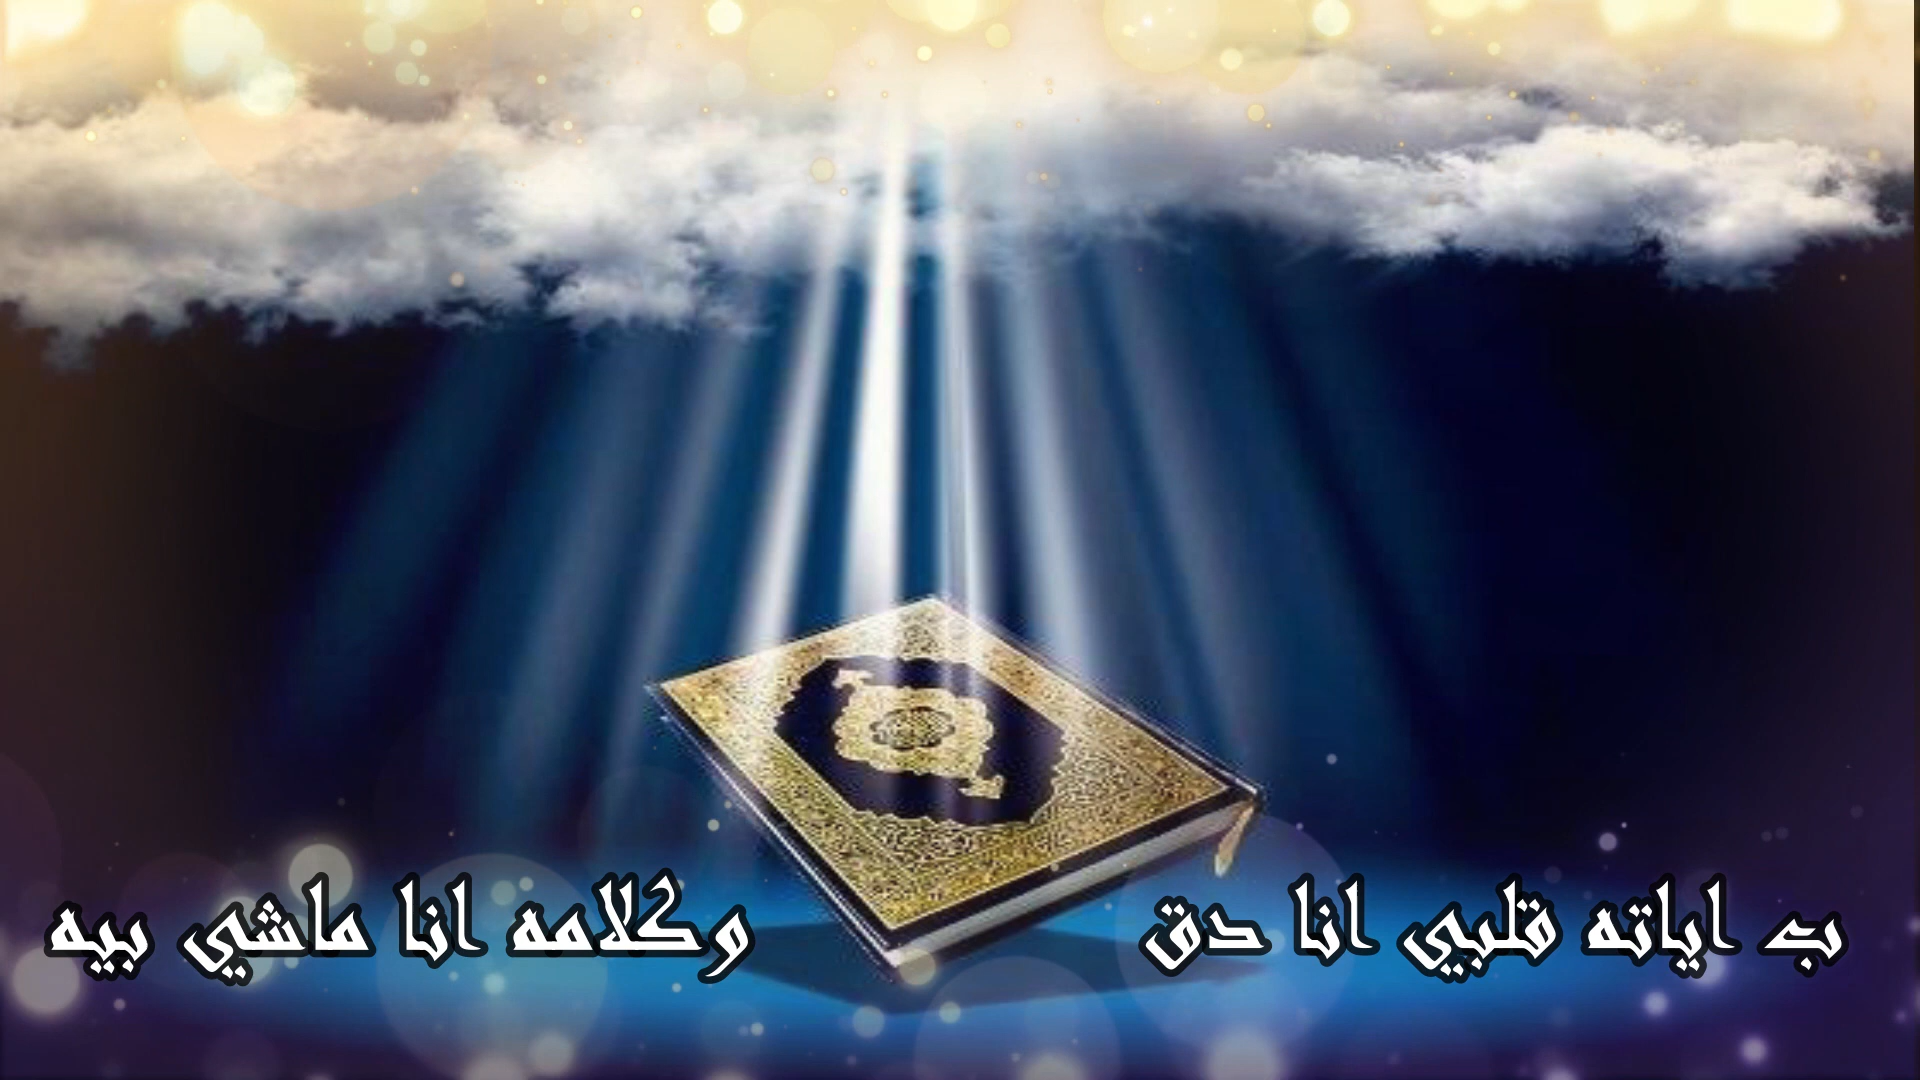 ب اياته قلبي انا دق وكلامه انا ماشي بيه